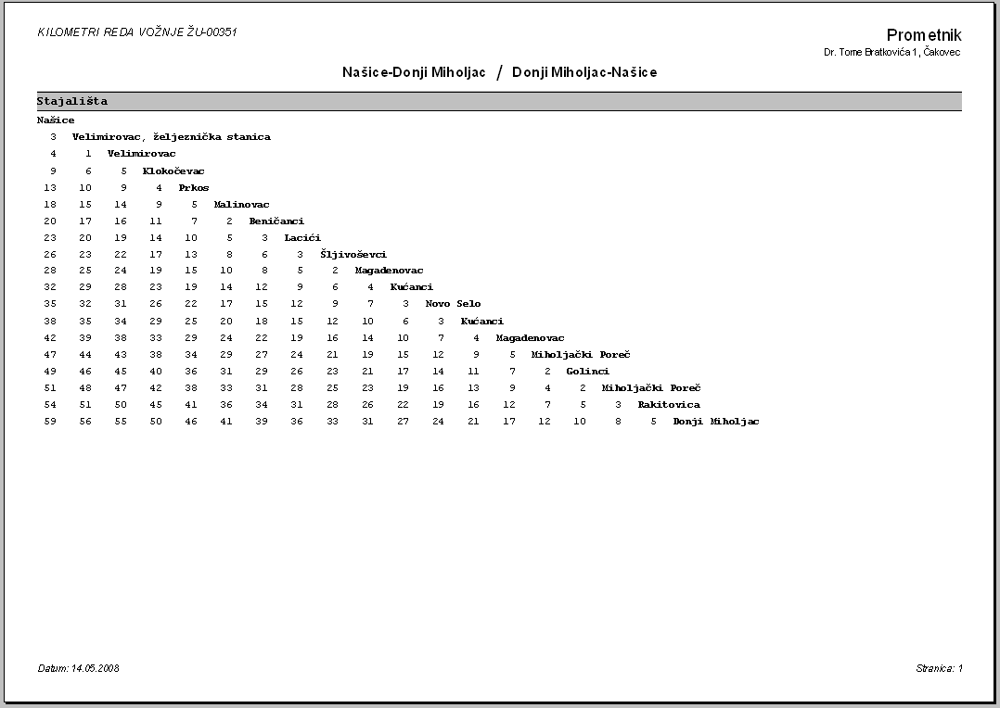 KILOMETRI REDA VOŽNJE ŽU-00351
Prometnik
Dr. Tome Bratkovića 1, Čakovec
Našice-Donji Miholjac / Donji Miholjac-Našice
Stajališta
Našice
3 Velimirovac, željeznička stanica
4 1 Velimirovac
9 6 5 Klokočevac
13 10 9 4 Prkos
18 15 14 9 5 Malinovac
20 17 16 11 7 2 Beničanci
23 20 19 14 10 5 3 Lacići
26 23 22 17 13 8 6 3 Šljivoševci
28 25 24 19 15 10 8 5 2 Magadenovac
32 29 28 23 19 14 12 9 6 4 Kućanci
35 32 31 26 22 17 15 12 9 7 3 Novo Selo
38 35 34 29 25 20 18 15 12 10 6 3 Kućanci
42 39 38 33 29 24 22 19 16 14 10 7 4 Magadenovac
47 44 43 38 34 29 27 24 21 19 15 12 9 5 Miholjački Poreč
49 46 45 40 36 31 29 26 23 21 17 14 11 7 2 Golinci
51 48 47 42 38 33 31 28 25 23 19 16 13 9 4 2 Miholjački Poreč
54 51 50 45 41 36 34 31 28 26 22 19 16 12 7 5 3 Rakitovica
59 56 55 50 46 41 39 36 33 31 27 24 21 17 12 10 8 5 Donji Miholjac
Datum: 14.05.2008
Stranica: 1